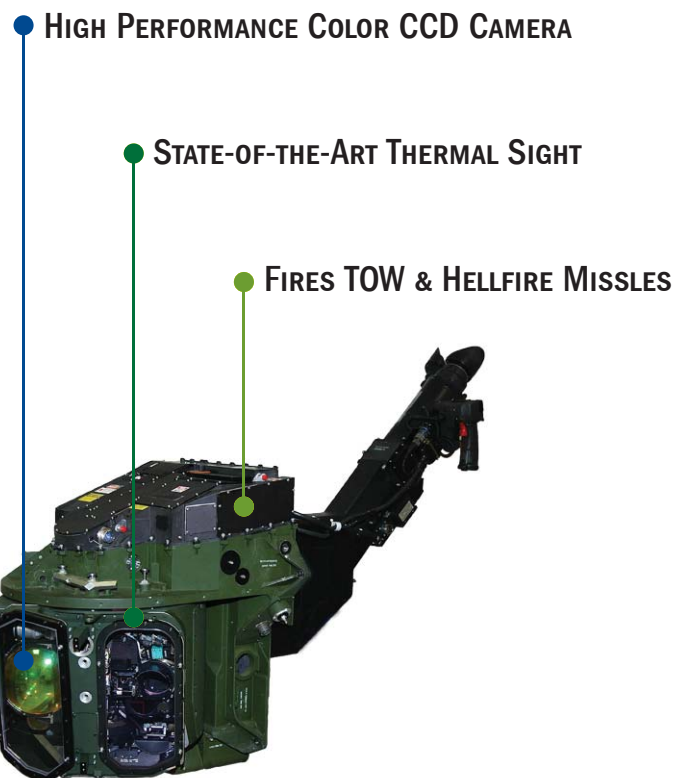 High Performance Color CCD Camera
State-of-the-Art Thermal Sight
Fires TOW & Hellfire Missles